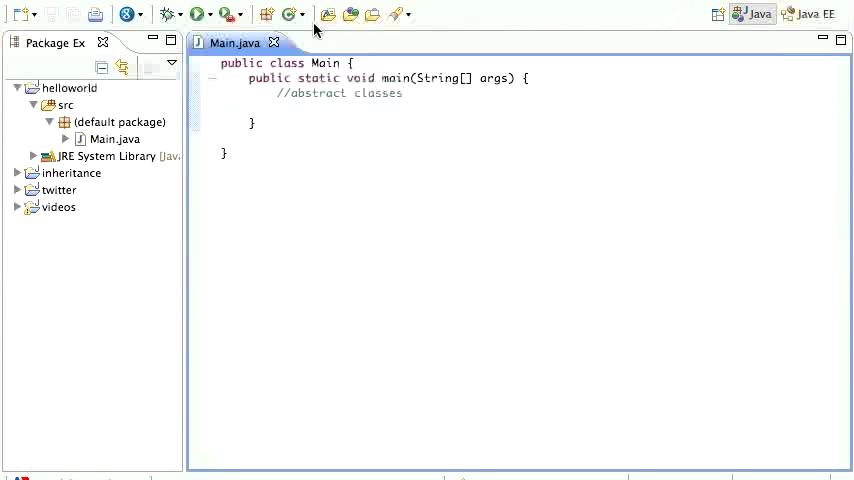 Java
Java EE
Package Ex
Main.java
helloworld
src
(default package)
Main.java
JRE System Library [Java
inheritance
twitter
videos
public class Main {
public static void main(String[] args) {
//abstract classes
}
}